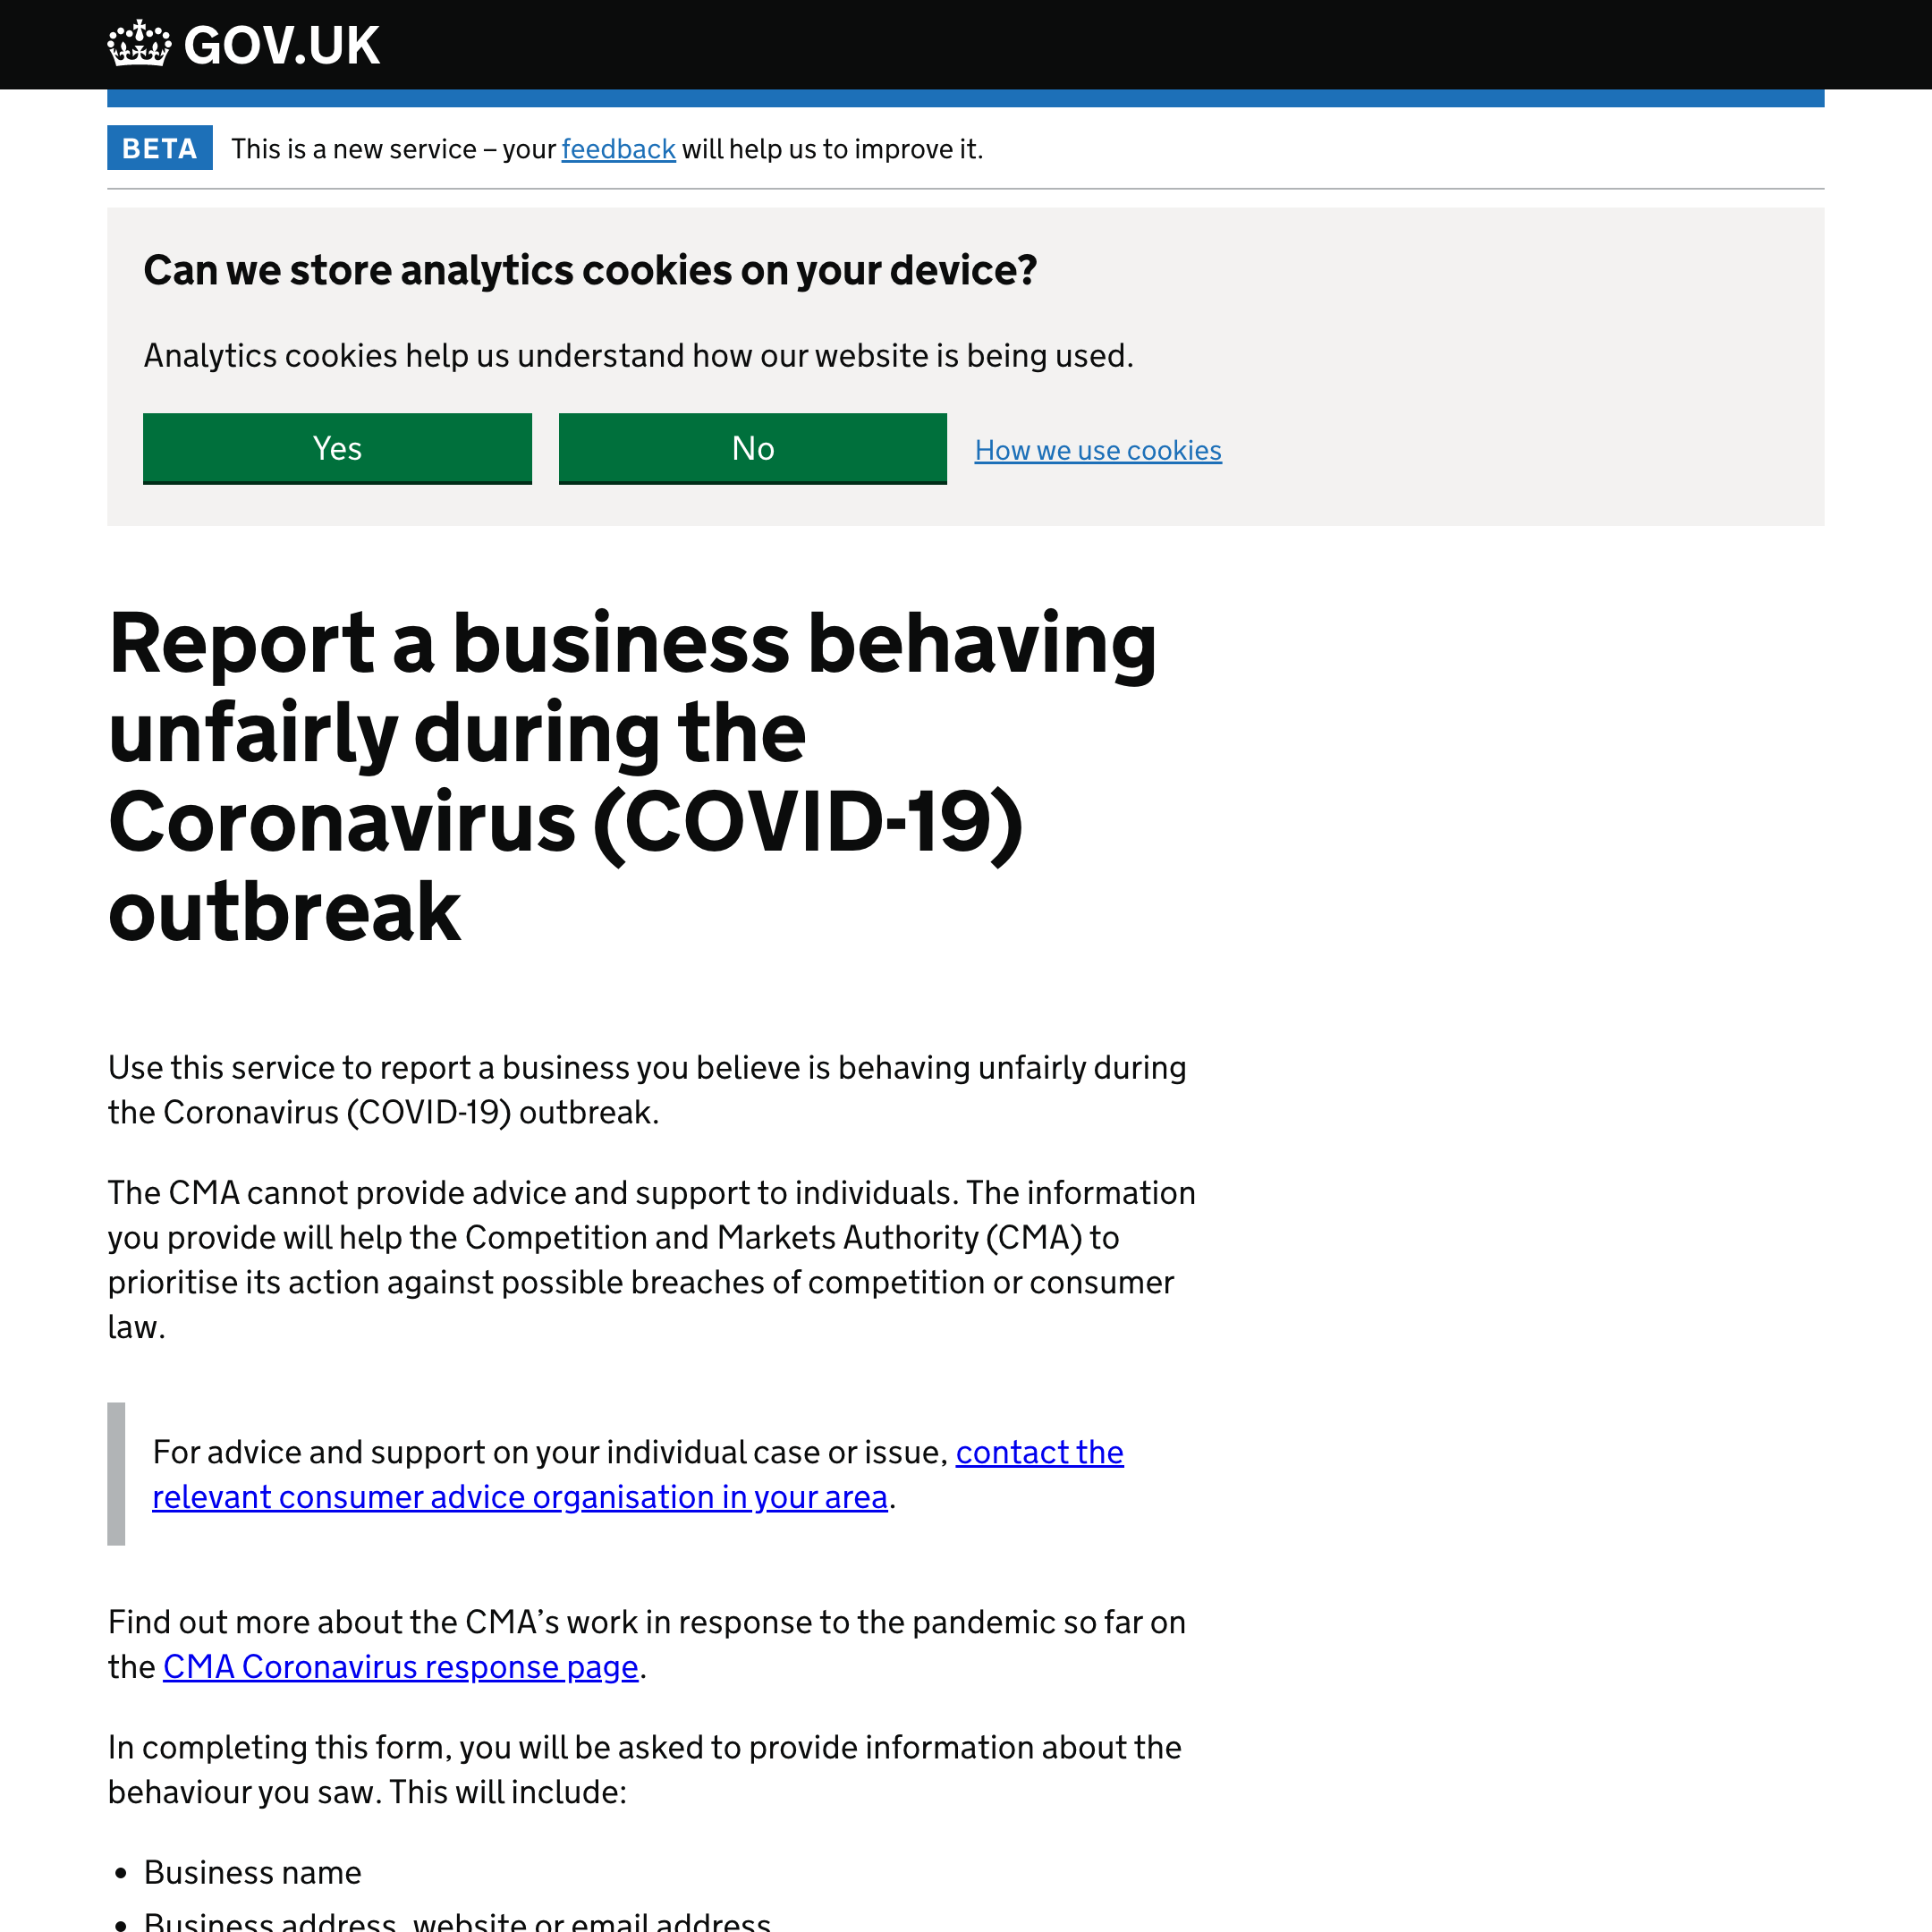 GOV.UK
BETA This is a new service – your feedback will help us to improve it.
Can we store analytics cookies on your device?
Analytics cookies help us understand how our website is being used.
Yes No How we use cookies
Report a business behaving
unfairly during the
Coronavirus (COVID-19)
outbreak
Use this service to report a business you believe is behaving unfairly during
the Coronavirus (COVID-19) outbreak.
The CMA cannot provide advice and support to individuals. The information
you provide will help the Competition and Markets Authority (CMA) to
prioritise its action against possible breaches of competition or consumer
law.
For advice and support on your individual case or issue, contact the
relevant consumer advice organisation in your area.
Find out more about the CMA’s work in response to the pandemic so far on
the CMA Coronavirus response page.
In completing this form, you will be asked to provide information about the
behaviour you saw. This will include:
• Business name
• Business address, website or email address